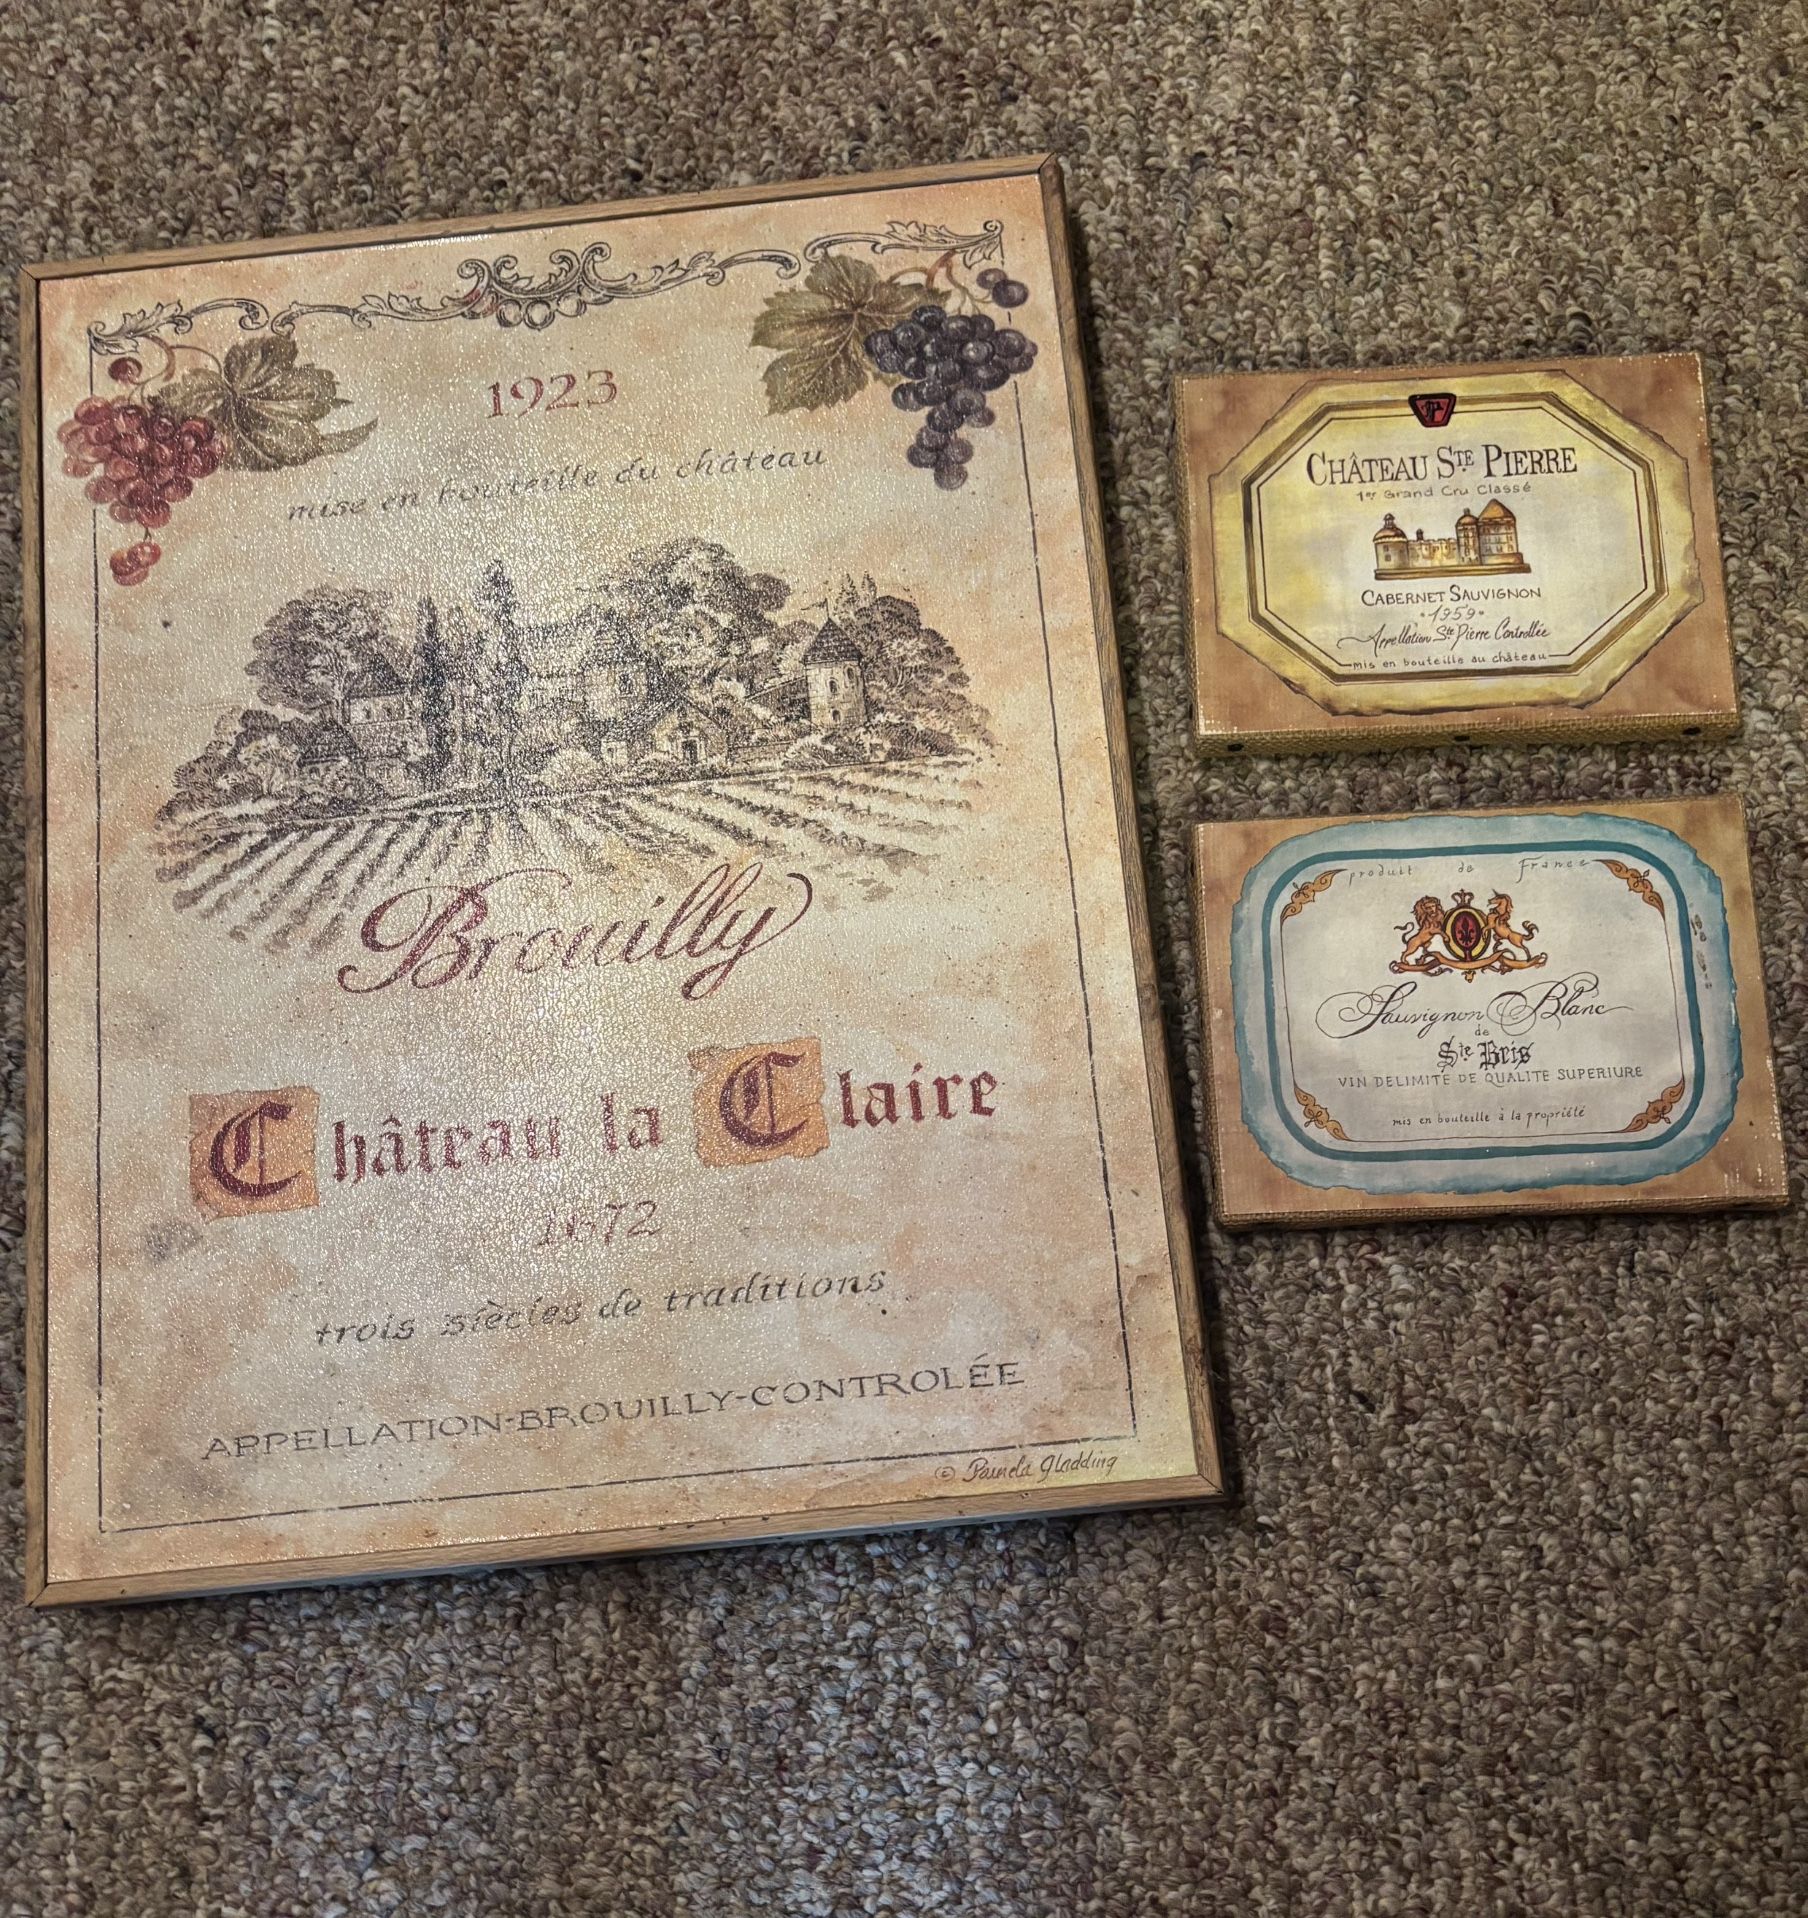 1923
mise en bouteille du château
Brouilly
Château la Claire
1672
trois siècles de traditions
APPELLATION-BROUILLY-CONTROLÉE
© Pamela Gladding
CHÂTEAU STE PIERRE
1er Grand Cru Classé
CABERNET SAUVIGNON
•1959•
Appellation Ste Pierre Controllée
mis en bouteille au château
produit de France
Sauvignon Blanc
de
Ste Bris
VIN DELIMITÉ DE QUALITE SUPERIURE
mis en bouteille à la propriété